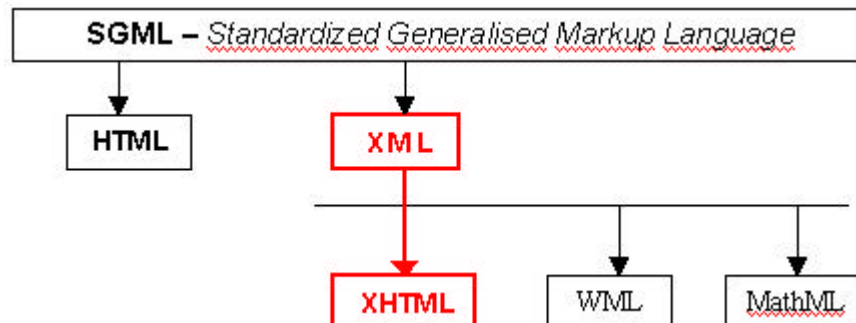 SGML – Standardized Generalised Markup Language
HTML
XML
XHTML
WML
MathML